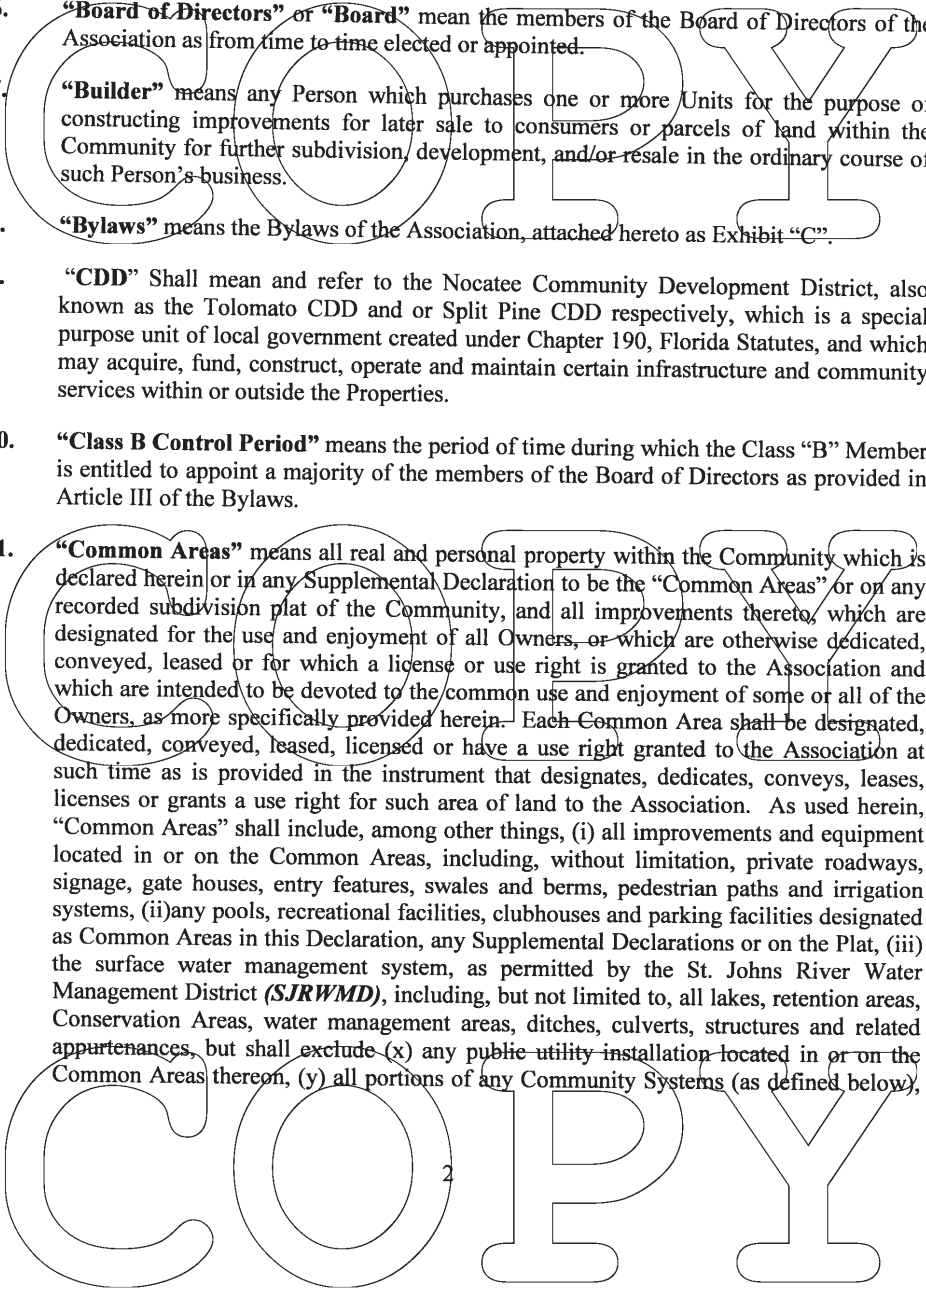 “Board of Directors” or “Board” mean the members of the Board of Directors of the
Association as from time to time elected or appointed.
“Builder” means any Person which purchases one or more Units for the purpose of
constructing improvements for later sale to consumers or parcels of land within the
Community for further subdivision, development, and/or resale in the ordinary course of
such Person’s business.
“Bylaws” means the Bylaws of the Association, attached hereto as Exhibit “C”.
“CDD” Shall mean and refer to the Nocatee Community Development District, also
known as the Tolomato CDD and or Split Pine CDD respectively, which is a special
purpose unit of local government created under Chapter 190, Florida Statutes, and which
may acquire, fund, construct, operate and maintain certain infrastructure and community
services within or outside the Properties.
0. “Class B Control Period” means the period of time during which the Class “B” Member
is entitled to appoint a majority of the members of the Board of Directors as provided in
Article III of the Bylaws.
1. “Common Areas” means all real and personal property within the Community which is
declared herein or in any Supplemental Declaration to be the “Common Areas” or on any
recorded subdivision plat of the Community, and all improvements thereto, which are
designated for the use and enjoyment of all Owners, or which are otherwise dedicated,
conveyed, leased or for which a license or use right is granted to the Association and
which are intended to be devoted to the common use and enjoyment of some or all of the
Owners, as more specifically provided herein. Each Common Area shall be designated,
dedicated, conveyed, leased, licensed or have a use right granted to the Association at
such time as is provided in the instrument that designates, dedicates, conveys, leases,
licenses or grants a use right for such area of land to the Association. As used herein,
“Common Areas” shall include, among other things, (i) all improvements and equipment
located in or on the Common Areas, including, without limitation, private roadways,
signage, gate houses, entry features, swales and berms, pedestrian paths and irrigation
systems, (ii)any pools, recreational facilities, clubhouses and parking facilities designated
as Common Areas in this Declaration, any Supplemental Declarations or on the Plat, (iii)
the surface water management system, as permitted by the St. Johns River Water
Management District (SJRWMD), including, but not limited to, all lakes, retention areas,
Conservation Areas, water management areas, ditches, culverts, structures and related
appurtenances, but shall exclude (x) any public utility installation located in or on the
Common Areas thereon, (y) all portions of any Community Systems (as defined below),
2
COPY
COPY
COPY